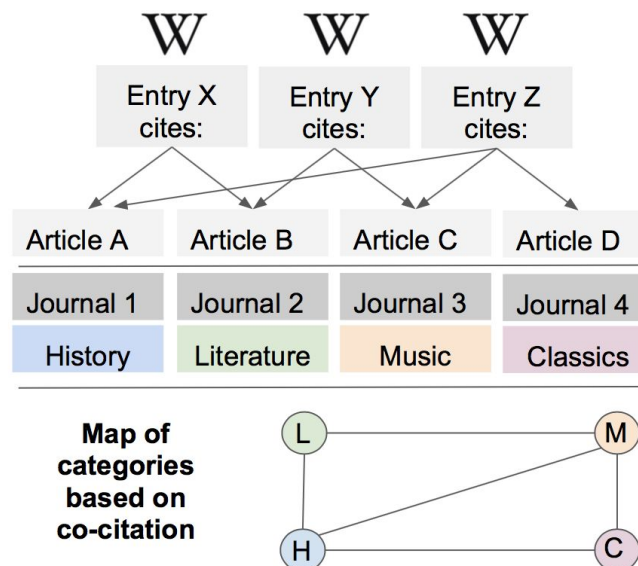 W W W
Entry X Entry Y Entry Z
cites: cites: cites:
Article A Article B Article C Article D
Journal 1 Journal 2 Journal 3 Journal 4
History Literature Music Classics
Map of
categories
based on
co-citation
L M
H C